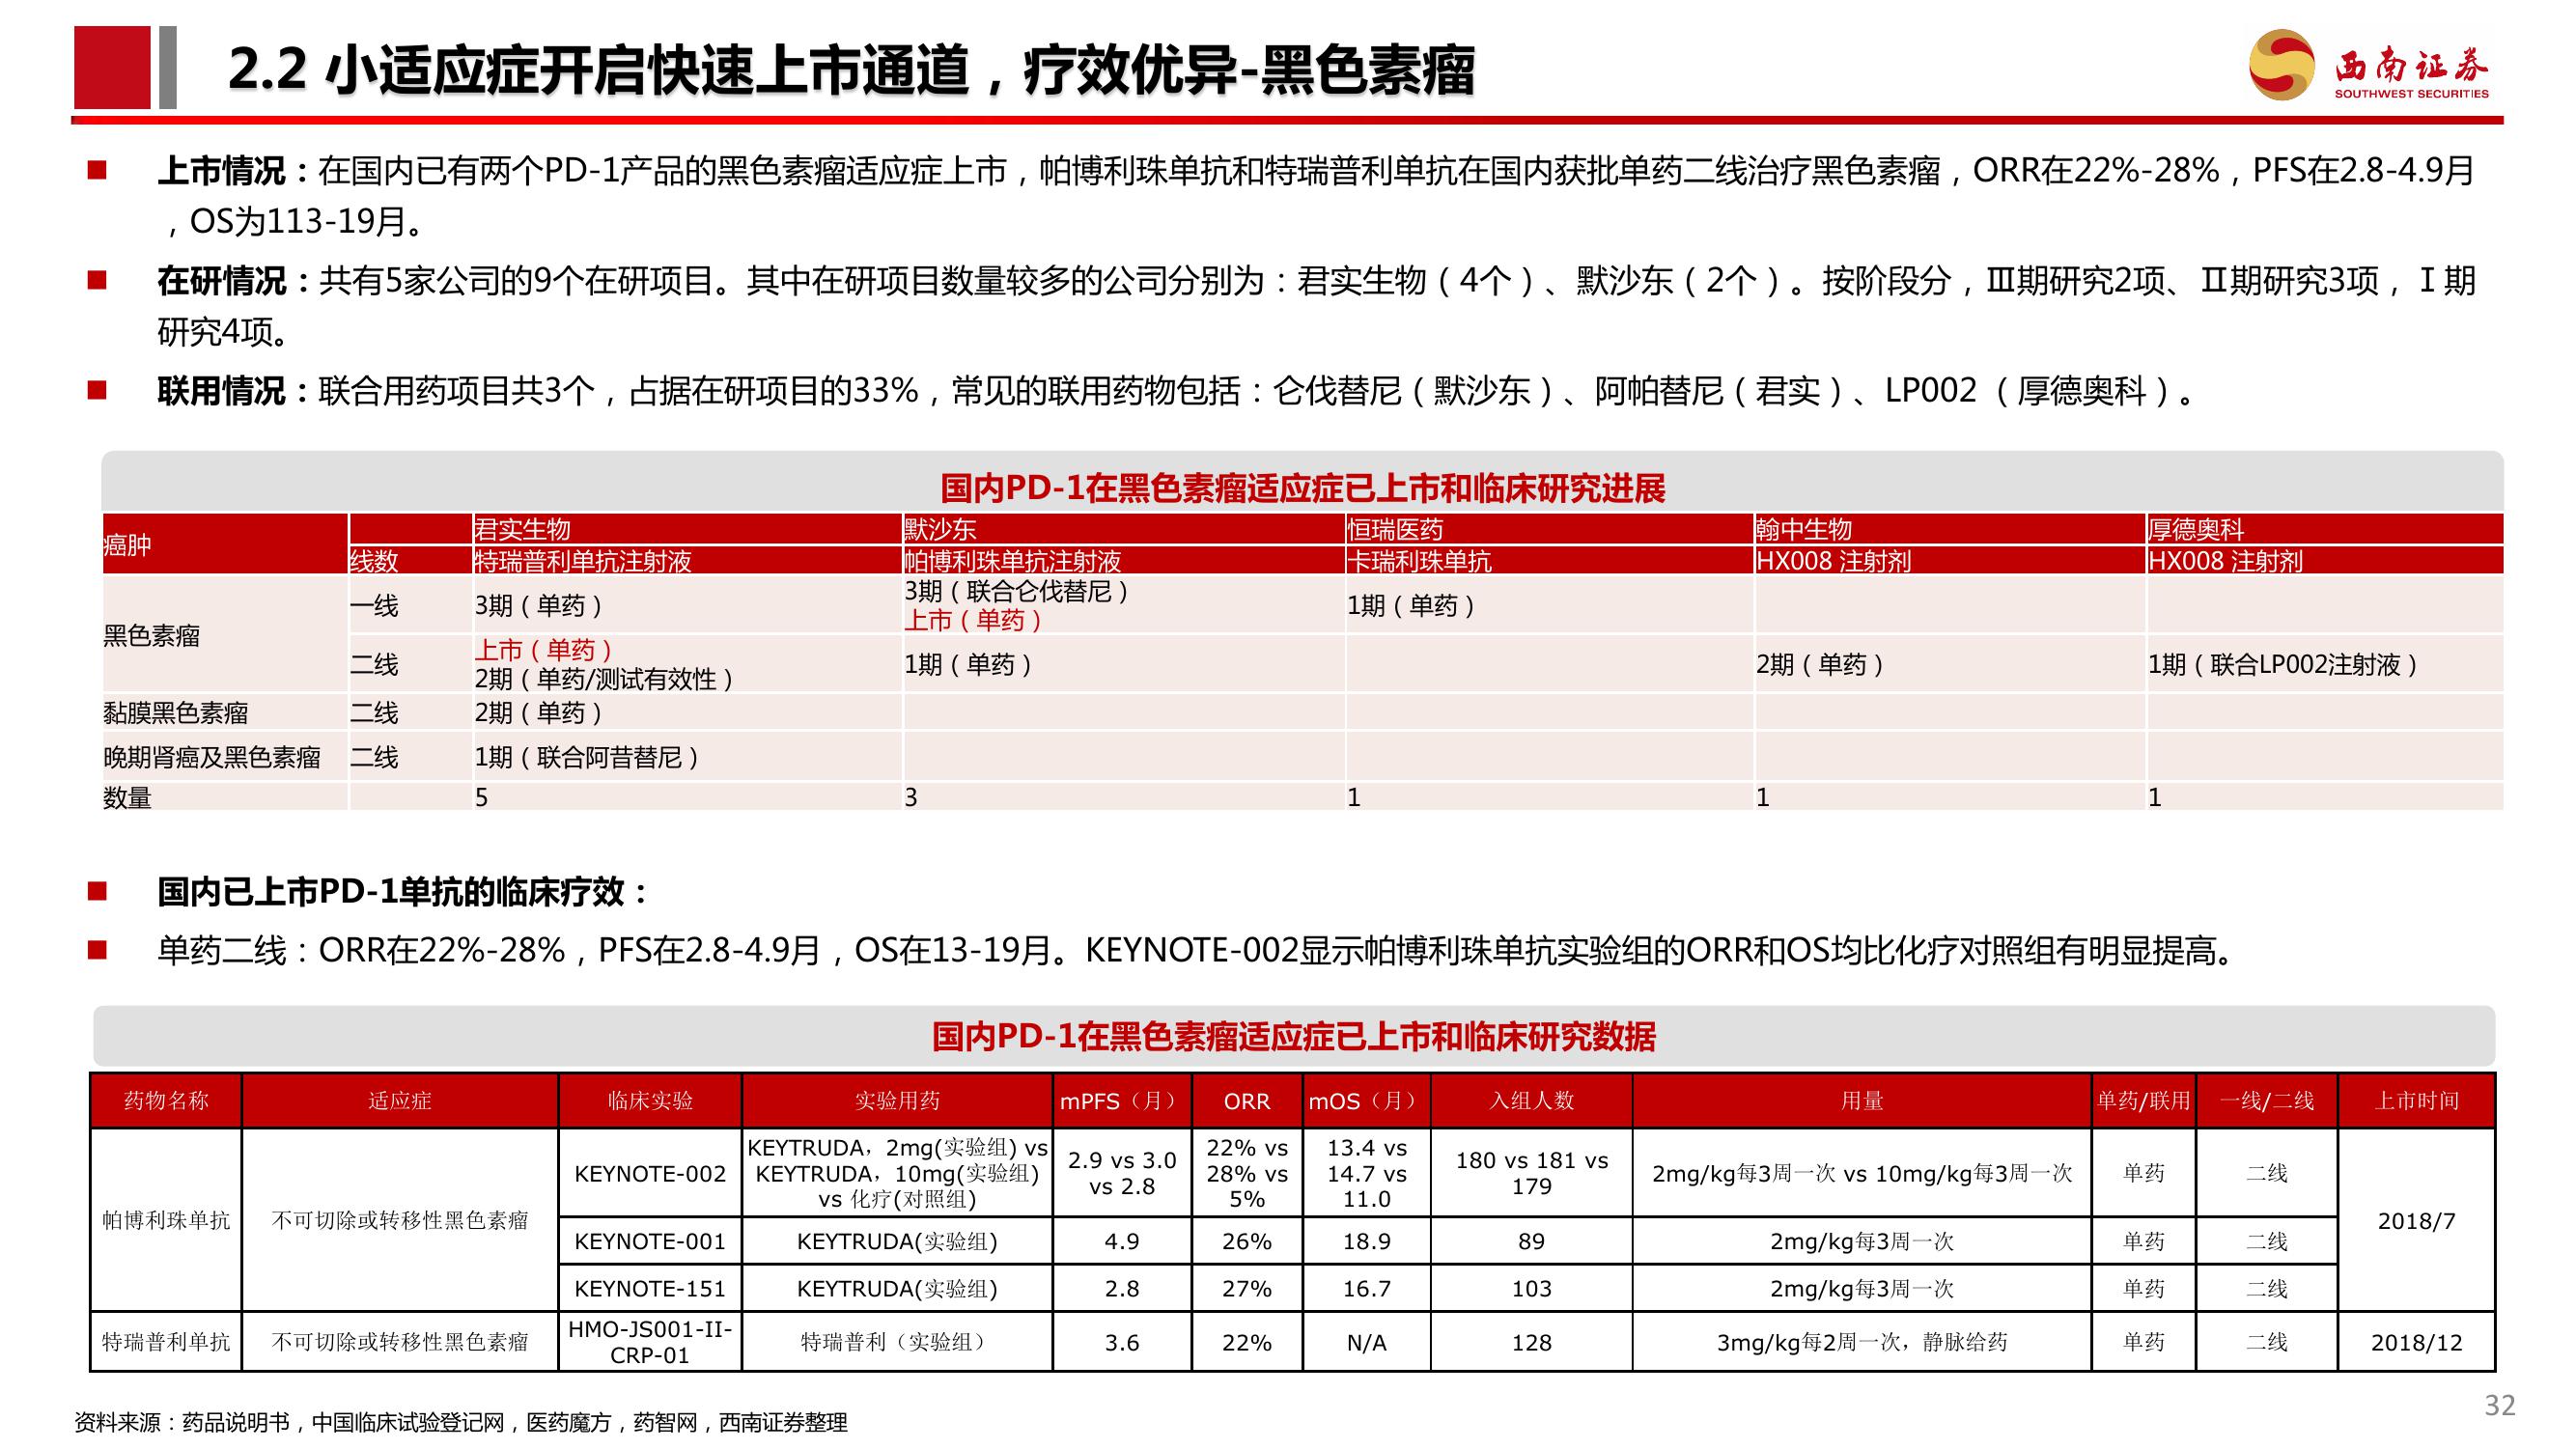 2.2 小适应症开启快速上市通道，疗效优异-黑色素瘤
西南证券
SOUTHWEST SECURITIES
上市情况：在国内已有两个PD-1产品的黑色素瘤适应症上市，帕博利珠单抗和特瑞普利单抗在国内获批单药二线治疗黑色素瘤，ORR在22%-28%，PFS在2.8-4.9月
，OS为113-19月。
在研情况：共有5家公司的9个在研项目。其中在研项目数量较多的公司分别为：君实生物（4个）、默沙东（2个）。按阶段分，Ⅲ期研究2项、Ⅱ期研究3项，Ⅰ期
研究4项。
联用情况：联合用药项目共3个，占据在研项目的33%，常见的联用药物包括：仑伐替尼（默沙东）、阿帕替尼（君实）、LP002（厚德奥科）。
国内PD-1在黑色素瘤适应症已上市和临床研究进展
癌肿 君实生物 默沙东 恒瑞医药 翰中生物 厚德奥科
线数 特瑞普利单抗注射液 帕博利珠单抗注射液 卡瑞利珠单抗 HX008 注射剂 HX008 注射剂
黑色素瘤 一线 3期（单药） 3期（联合仑伐替尼） 1期（单药）
上市（单药）
二线 上市（单药） 1期（单药） 2期（单药） 1期（联合LP002注射液）
2期（单药/测试有效性）
黏膜黑色素瘤 二线 2期（单药）
晚期肾癌及黑色素瘤 二线 1期（联合阿昔替尼）
数量 5 3 1 1 1
国内已上市PD-1单抗的临床疗效：
单药二线：ORR在22%-28%，PFS在2.8-4.9月，OS在13-19月。KEYNOTE-002显示帕博利珠单抗实验组的ORR和OS均比化疗对照组有明显提高。
国内PD-1在黑色素瘤适应症已上市和临床研究数据
药物名称 适应症 临床实验 实验用药 mPFS（月） ORR mOS（月） 入组人数 用量 单药/联用 一线/二线 上市时间
帕博利珠单抗 不可切除或转移性黑色素瘤 KEYNOTE-002 KEYTRUDA，2mg(实验组) vs KEYTRUDA，10mg(实验组) vs 化疗(对照组) 2.9 vs 3.0 vs 2.8 22% vs 28% vs 5% 13.4 vs 14.7 vs 11.0 180 vs 181 vs 179 2mg/kg每3周一次 vs 10mg/kg每3周一次 单药 二线 2018/7
KEYNOTE-001 KEYTRUDA(实验组) 4.9 26% 18.9 89 2mg/kg每3周一次 单药 二线
KEYNOTE-151 KEYTRUDA(实验组) 2.8 27% 16.7 103 2mg/kg每3周一次 单药 二线
特瑞普利单抗 不可切除或转移性黑色素瘤 HMO-JS001-II-CRP-01 特瑞普利（实验组） 3.6 22% N/A 128 3mg/kg每2周一次，静脉给药 单药 二线 2018/12
资料来源：药品说明书，中国临床试验登记网，医药魔方，药智网，西南证券整理
32